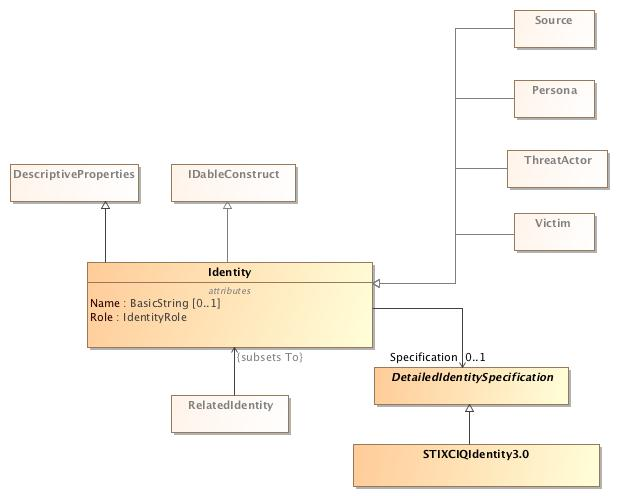 Source
Persona
ThreatActor
Victim
DescriptiveProperties
IDableConstruct
Identity
attributes
Name : BasicString [0..1]
Role : IdentityRole
{subsets To}
Specification 0..1
DetailedIdentitySpecification
RelatedIdentity
STIXCIQIdentity3.0